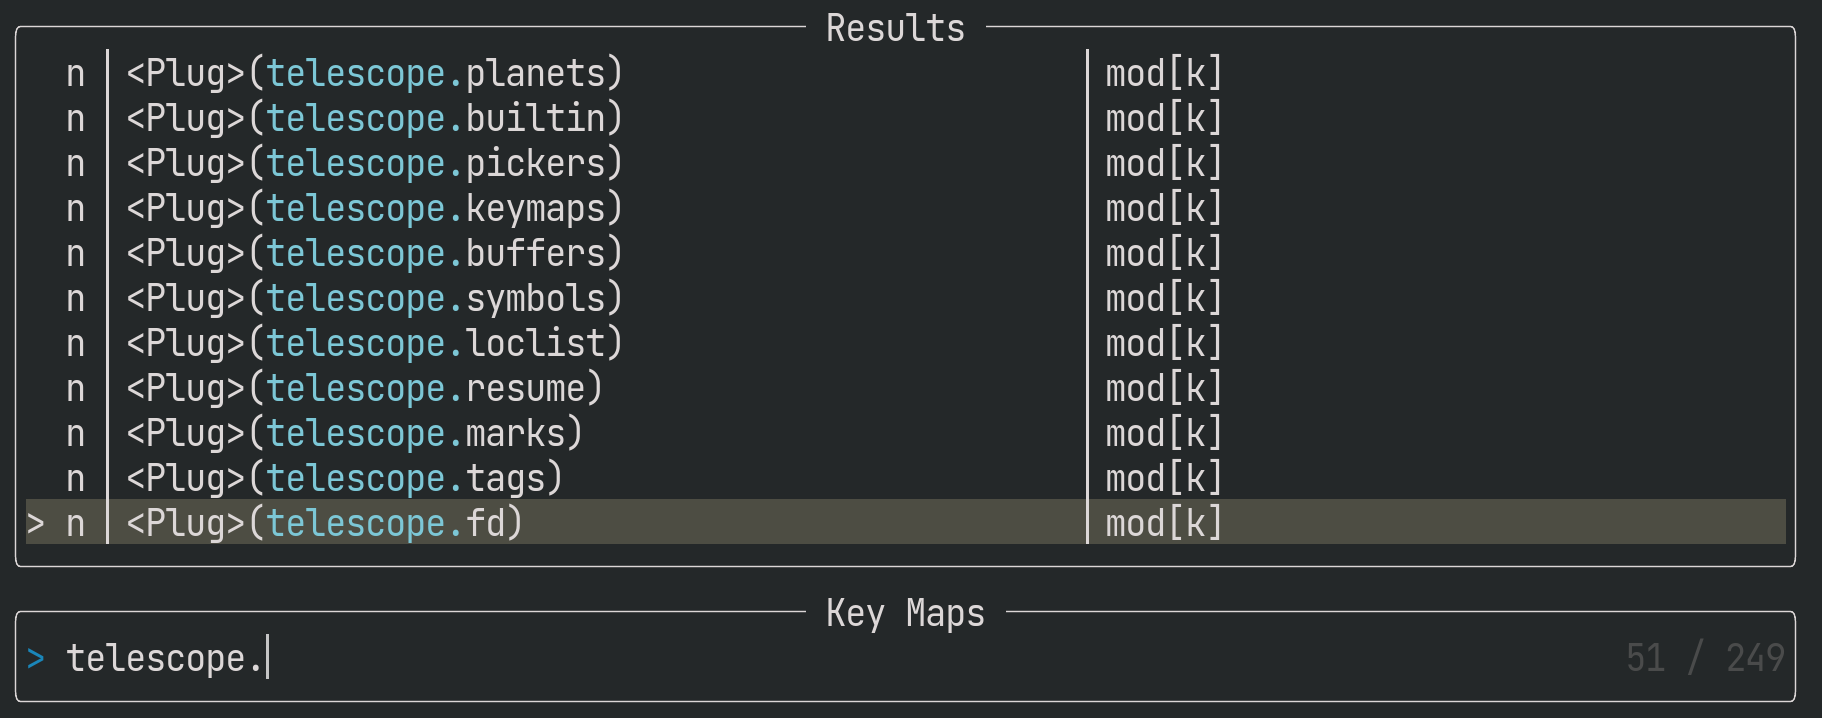 Results
n <Plug>(telescope.planets) mod[k]
n <Plug>(telescope.builtin) mod[k]
n <Plug>(telescope.pickers) mod[k]
n <Plug>(telescope.keymaps) mod[k]
n <Plug>(telescope.buffers) mod[k]
n <Plug>(telescope.symbols) mod[k]
n <Plug>(telescope.loclist) mod[k]
n <Plug>(telescope.resume) mod[k]
n <Plug>(telescope.marks) mod[k]
n <Plug>(telescope.tags) mod[k]
> n <Plug>(telescope.fd) mod[k]
Key Maps
> telescope. 51 / 249